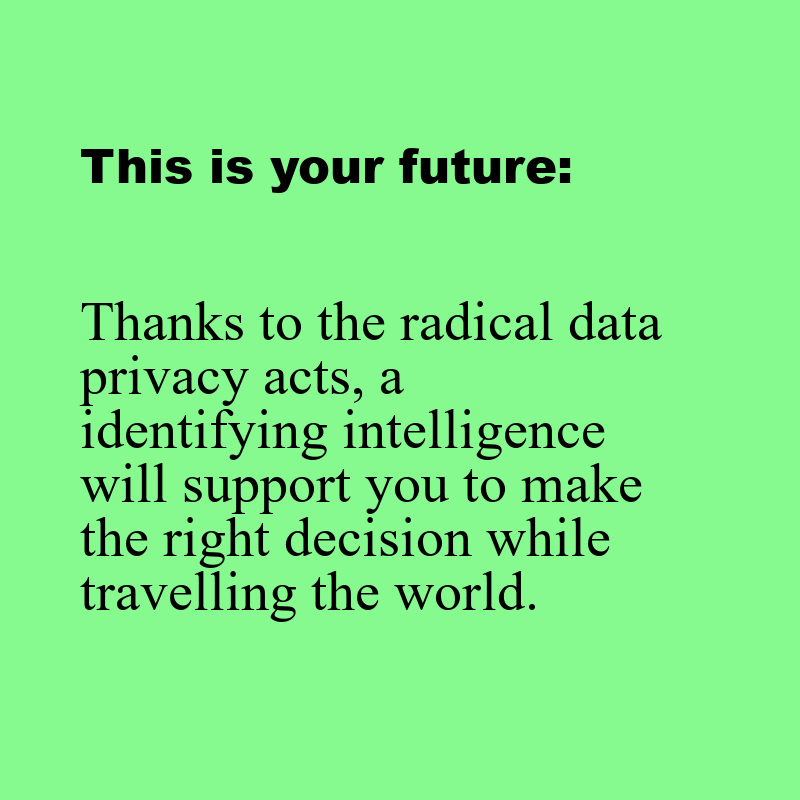 This is your future:
Thanks to the radical data
privacy acts, a
identifying intelligence
will support you to make
the right decision while
travelling the world.